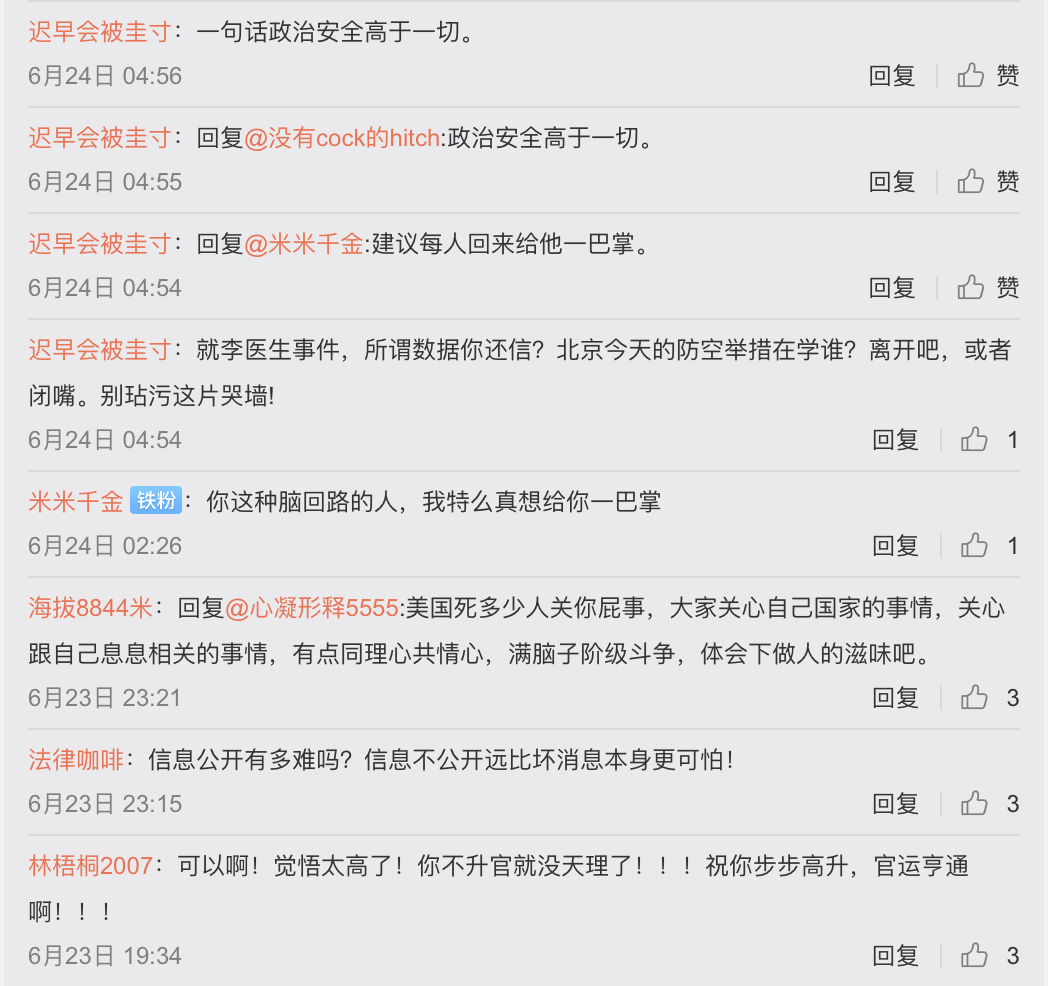 迟早会被圭寸：一句话政治安全高于一切。
6月24日 04:56 回复 赞
迟早会被圭寸：回复@没有cock的hitch:政治安全高于一切。
6月24日 04:55 回复 赞
迟早会被圭寸：回复@米米千金:建议每人回来给他一巴掌。
6月24日 04:54 回复 赞
迟早会被圭寸：就李医生事件，所谓数据你还信？北京今天的防空举措在学谁？离开吧，或者
闭嘴。别玷污这片哭墙!
6月24日 04:54 回复 1
米米千金 铁粉：你这种脑回路的人，我特么真想给你一巴掌
6月24日 02:26 回复 1
海拔8844米：回复@心凝形释5555:美国死多少人关你屁事，大家关心自己国家的事情，关心
跟自己息息相关的事情，有点同理心共情心，满脑子阶级斗争，体会下做人的滋味吧。
6月23日 23:21 回复 3
法律咖啡：信息公开有多难吗？信息不公开远比坏消息本身更可怕！
6月23日 23:15 回复 3
林梧桐2007：可以啊！觉悟太高了！你不升官就没天理了！！！祝你步步高升，官运亨通
啊！！！
6月23日 19:34 回复 3